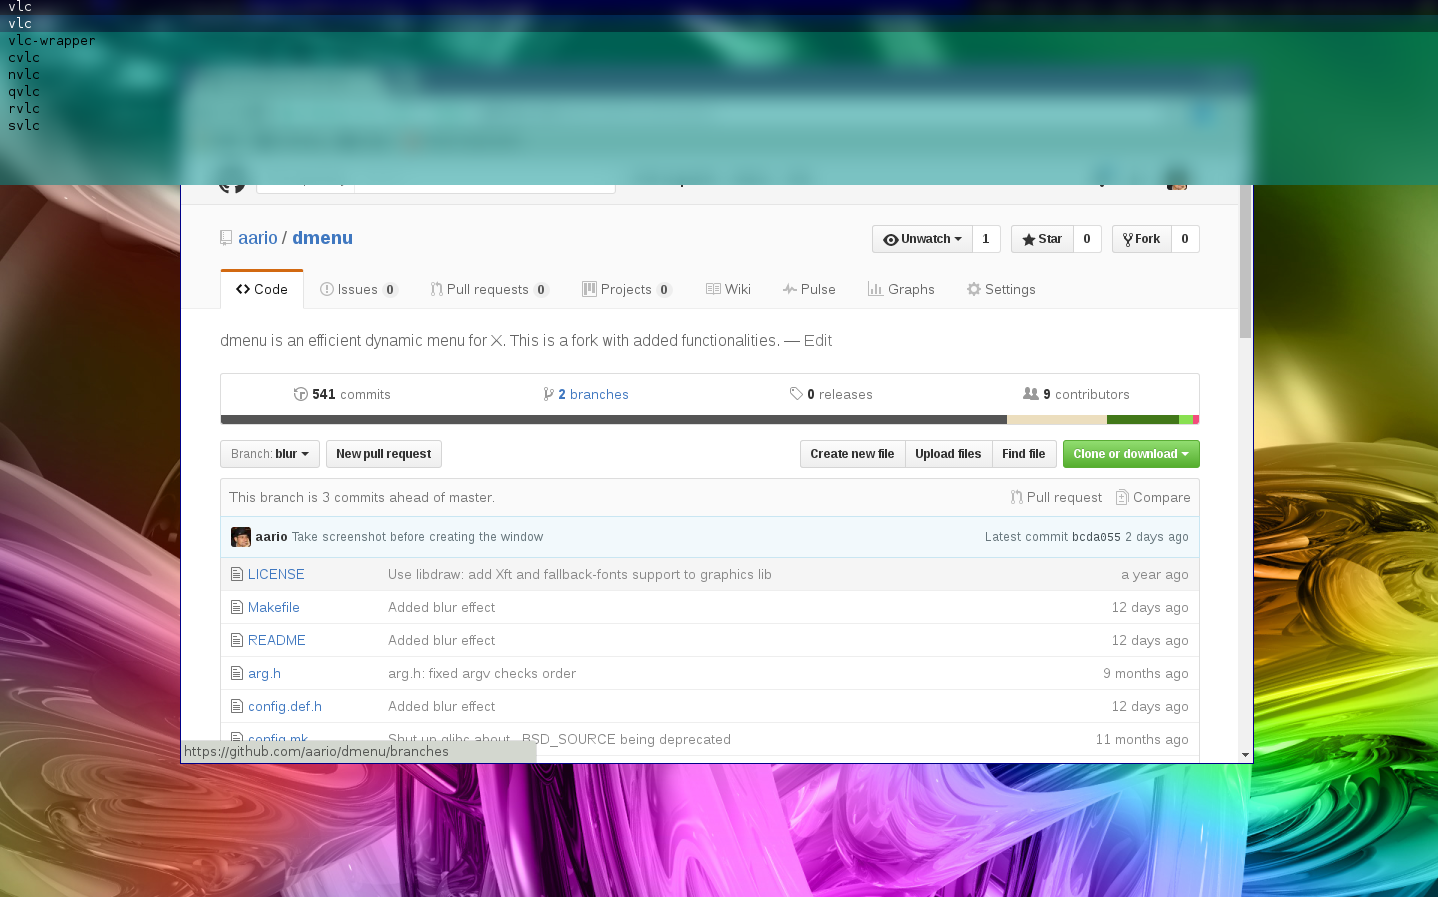 vlc
vlc
vlc-wrapper
cvlc
nvlc
qvlc
rvlc
svlc
aario / dmenu
Unwatch 1 Star 0 Fork 0
Code Issues 0 Pull requests 0 Projects 0 Wiki Pulse Graphs Settings
dmenu is an efficient dynamic menu for X. This is a fork with added functionalities. — Edit
541 commits 2 branches 0 releases 9 contributors
Branch: blur New pull request Create new file Upload files Find file Clone or download
This branch is 3 commits ahead of master. Pull request Compare
aario Take screenshot before creating the window Latest commit bcda055 2 days ago
LICENSE Use libdraw: add Xft and fallback-fonts support to graphics lib a year ago
Makefile Added blur effect 12 days ago
README Added blur effect 12 days ago
arg.h arg.h: fixed argv checks order 9 months ago
config.def.h Added blur effect 12 days ago
config.mk Shut up glibc about _BSD_SOURCE being deprecated 11 months ago
https://github.com/aario/dmenu/branches